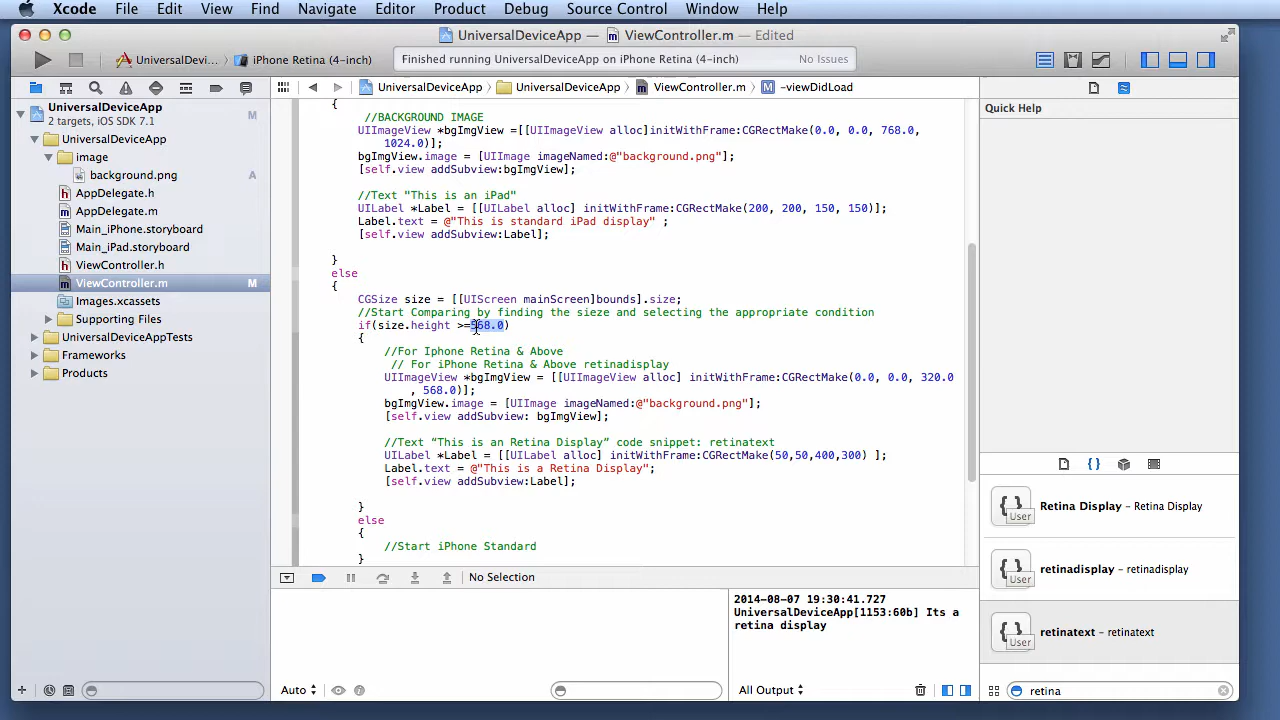 Xcode File Edit View Find Navigate Editor Product Debug Source Control Window Help
UniversalDeviceApp — ViewController.m — Edited
UniversalDevi... iPhone Retina (4-inch)
Finished running UniversalDeviceApp on iPhone Retina (4-inch) No Issues
UniversalDeviceApp UniversalDeviceApp ViewController.m M -viewDidLoad
UniversalDeviceApp M
2 targets, iOS SDK 7.1
UniversalDeviceApp
image
background.png A
h AppDelegate.h
m AppDelegate.m
Main_iPhone.storyboard
Main_iPad.storyboard
h ViewController.h
m ViewController.m M
Images.xcassets
Supporting Files
UniversalDeviceAppTests
Frameworks
Products
{
//BACKGROUND IMAGE
UIImageView *bgImgView =[[UIImageView alloc]initWithFrame:CGRectMake(0.0, 0.0, 768.0,
1024.0)];
bgImgView.image = [UIImage imageNamed:@"background.png"];
[self.view addSubview:bgImgView];
//Text "This is an iPad"
UILabel *Label = [[UILabel alloc] initWithFrame:CGRectMake(200, 200, 150, 150)];
Label.text = @"This is standard iPad display" ;
[self.view addSubview:Label];
}
else
{
CGSize size = [[UIScreen mainScreen]bounds].size;
//Start Comparing by finding the sieze and selecting the appropriate condition
if(size.height >=568.0)
{
//For Iphone Retina & Above
// For iPhone Retina & Above retinadisplay
UIImageView *bgImgView = [[UIImageView alloc] initWithFrame:CGRectMake(0.0, 0.0, 320.0
, 568.0)];
bgImgView.image = [UIImage imageNamed:@"background.png"];
[self.view addSubview: bgImgView];
//Text “This is an Retina Display” code snippet: retinatext
UILabel *Label = [[UILabel alloc] initWithFrame:CGRectMake(50,50,400,300) ];
Label.text = @"This is a Retina Display";
[self.view addSubview:Label];
}
else
{
//Start iPhone Standard
}
No Selection
2014-08-07 19:30:41.727
UniversalDeviceApp[1153:60b] Its a
retina display
Auto
All Output
Quick Help
{ }
{ } User Retina Display – Retina Display
{ } User retinadisplay – retinadisplay
{ } User retinatext – retinatext
retina